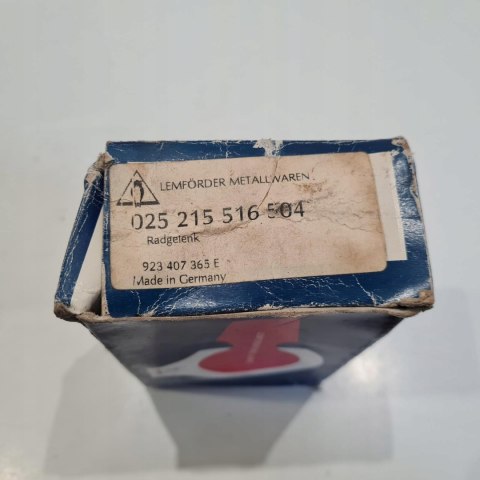 LEMFÖRDER METALLWAREN
025 215 516 504
Radgelenk
923 407 365 E
Made in Germany